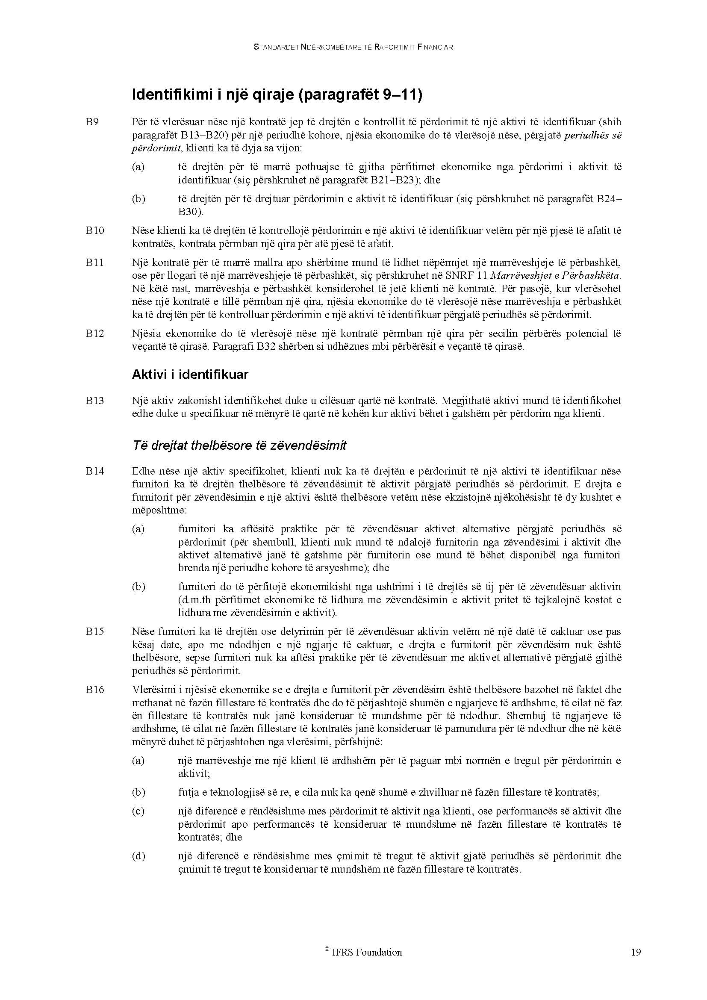 STANDARDET NDËRKOMBËTARE TË RAPORTIMIT FINANCIAR
Identifikimi i një qiraje (paragrafët 9–11)
B9 Për të vlerësuar nëse një kontratë jep të drejtën e kontrollit të përdorimit të një aktivi të identifikuar (shih
paragrafët B13–B20) për një periudhë kohore, njësia ekonomike do të vlerësojë nëse, përgjatë periudhës së
përdorimit, klienti ka të dyja sa vijon:
(a) të drejtën për të marrë pothuajse të gjitha përfitimet ekonomike nga përdorimi i aktivit të
identifikuar (siç përshkruhet në paragrafët B21–B23); dhe
(b) të drejtën për të drejtuar përdorimin e aktivit të identifikuar (siç përshkruhet në paragrafët B24–
B30).
B10 Nëse klienti ka të drejtën të kontrollojë përdorimin e një aktivi të identifikuar vetëm për një pjesë të afatit të
kontratës, kontrata përmban një qira për atë pjesë të afatit.
B11 Një kontratë për të marrë mallra apo shërbime mund të lidhet nëpërmjet një marrëveshjeje të përbashkët,
ose për llogari të një marrëveshjeje të përbashkët, siç përshkruhet në SNRF 11 Marrëveshjet e Përbashkëta.
Në këtë rast, marrëveshja e përbashkët konsiderohet të jetë klienti në kontratë. Për pasojë, kur vlerësohet
nëse një kontratë e tillë përmban një qira, njësia ekonomike do të vlerësojë nëse marrëveshja e përbashkët
ka të drejtën për të kontrolluar përdorimin e një aktivi të identifikuar përgjatë periudhës së përdorimit.
B12 Njësia ekonomike do të vlerësojë nëse një kontratë përmban një qira për secilin përbërës potencial të
veçantë të qirasë. Paragrafi B32 shërben si udhëzues mbi përbërësit e veçantë të qirasë.
Aktivi i identifikuar
B13 Një aktiv zakonisht identifikohet duke u cilësuar qartë në kontratë. Megjithatë aktivi mund të identifikohet
edhe duke u specifikuar në mënyrë të qartë në kohën kur aktivi bëhet i gatshëm për përdorim nga klienti.
Të drejtat thelbësore të zëvendësimit
B14 Edhe nëse një aktiv specifikohet, klienti nuk ka të drejtën e përdorimit të një aktivi të identifikuar nëse
furnitori ka të drejtën thelbësore të zëvendësimit të aktivit përgjatë periudhës së përdorimit. E drejta e
furnitorit për zëvendësimin e një aktivi është thelbësore vetëm nëse ekzistojnë njëkohësisht të dy kushtet e
mëposhtme:
(a) furnitori ka aftësitë praktike për të zëvendësuar aktivet alternative përgjatë periudhës së
përdorimit (për shembull, klienti nuk mund të ndalojë furnitorin nga zëvendësimi i aktivit dhe
aktivet alternativë janë të gatshme për furnitorin ose mund të bëhet disponibël nga furnitori
brenda një periudhe kohore të arsyeshme); dhe
(b) furnitori do të përfitojë ekonomikisht nga ushtrimi i të drejtës së tij për të zëvendësuar aktivin
(d.m.th përfitimet ekonomike të lidhura me zëvendësimin e aktivit pritet të tejkalojnë kostot e
lidhura me zëvendësimin e aktivit).
B15 Nëse furnitori ka të drejtën ose detyrimin për të zëvendësuar aktivin vetëm në një datë të caktuar ose pas
kësaj date, apo me ndodhjen e një ngjarje të caktuar, e drejta e furnitorit për zëvendësim nuk është
thelbësore, sepse furnitori nuk ka aftësi praktike për të zëvendësuar me aktivet alternativë përgjatë gjithë
periudhës së përdorimit.
B16 Vlerësimi i njësisë ekonomike se e drejta e furnitorit për zëvendësim është thelbësore bazohet në faktet dhe
rrethanat në fazën fillestare të kontratës dhe do të përjashtojë shumën e ngjarjeve të ardhshme, të cilat në faz
ën fillestare të kontratës nuk janë konsideruar të mundshme për të ndodhur. Shembuj të ngjarjeve të
ardhshme, të cilat në fazën fillestare të kontratës janë konsideruar të pamundura për të ndodhur dhe në këtë
mënyrë duhet të përjashtohen nga vlerësimi, përfshijnë:
(a) një marrëveshje me një klient të ardhshëm për të paguar mbi normën e tregut për përdorimin e
aktivit;
(b) futja e teknologjisë së re, e cila nuk ka qenë shumë e zhvilluar në fazën fillestare të kontratës;
(c) një diferencë e rëndësishme mes përdorimit të aktivit nga klienti, ose performancës së aktivit dhe
përdorimit apo performancës të konsideruar të mundshme në fazën fillestare të kontratës të
kontratës; dhe
(d) një diferencë e rëndësishme mes çmimit të tregut të aktivit gjatë periudhës së përdorimit dhe
çmimit të tregut të konsideruar të mundshëm në fazën fillestare të kontratës.
© IFRS Foundation 19